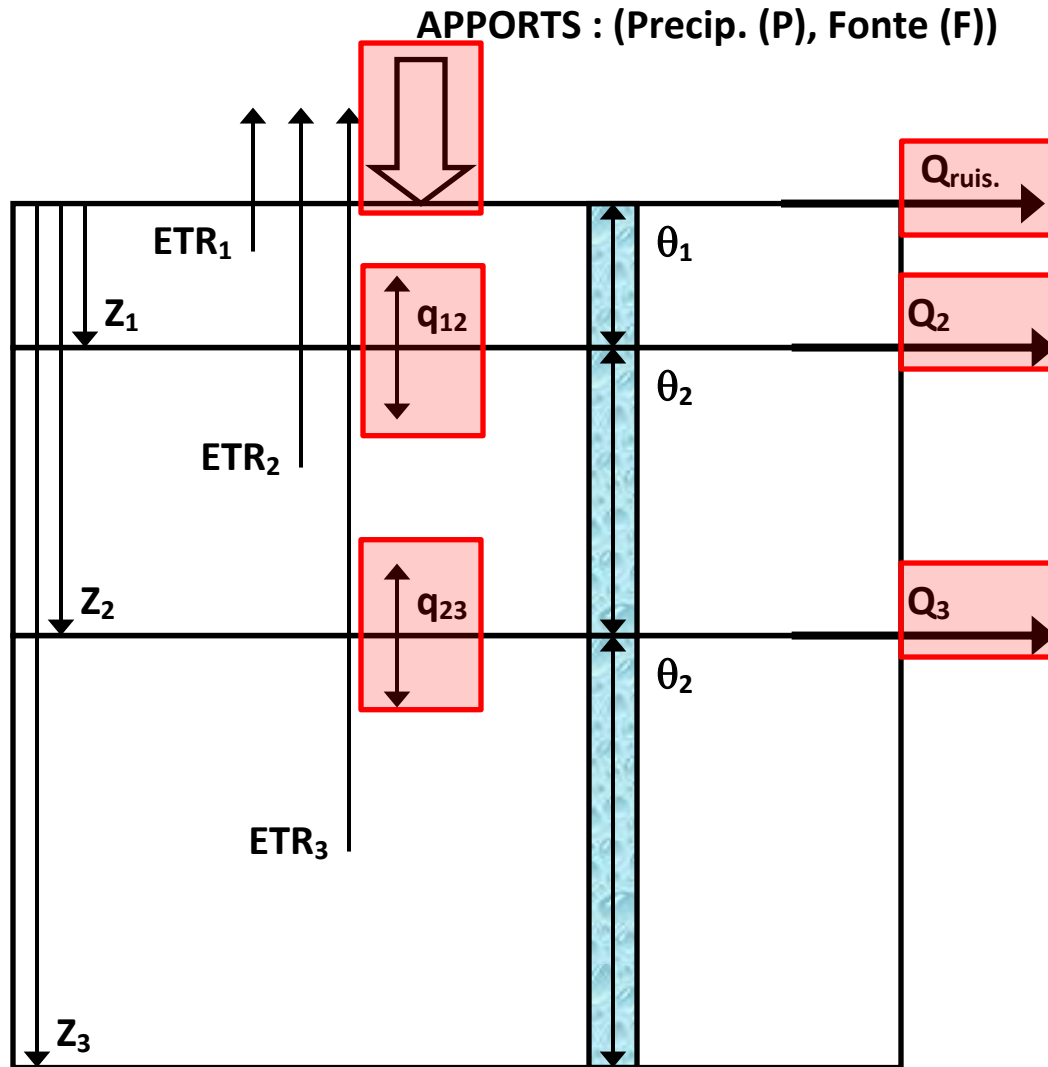 APPORTS : (Precip. (P), Fonte (F))
Qruis.
ETR₁
θ₁
Z₁
q₁₂
Q₂
θ₂
ETR₂
Z₂
q₂₃
Q₃
θ₂
ETR₃
Z₃